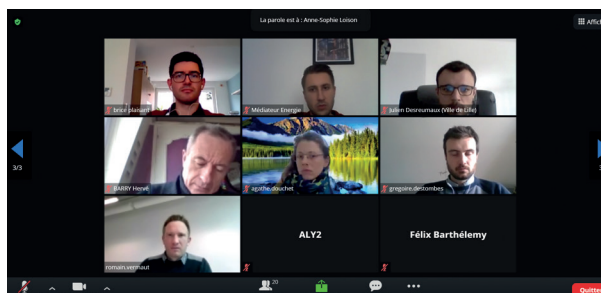 La parole est à : Anne-Sophie Loison
Affich
brice plaisant
Médiateur Energie
Julien Desreumaux (Ville de Lille)
3/3
BARRY Hervé
agathe.douchet
gregoire.destombes
romain.vermaut
ALY2
Félix Barthélemy
20
Quitter